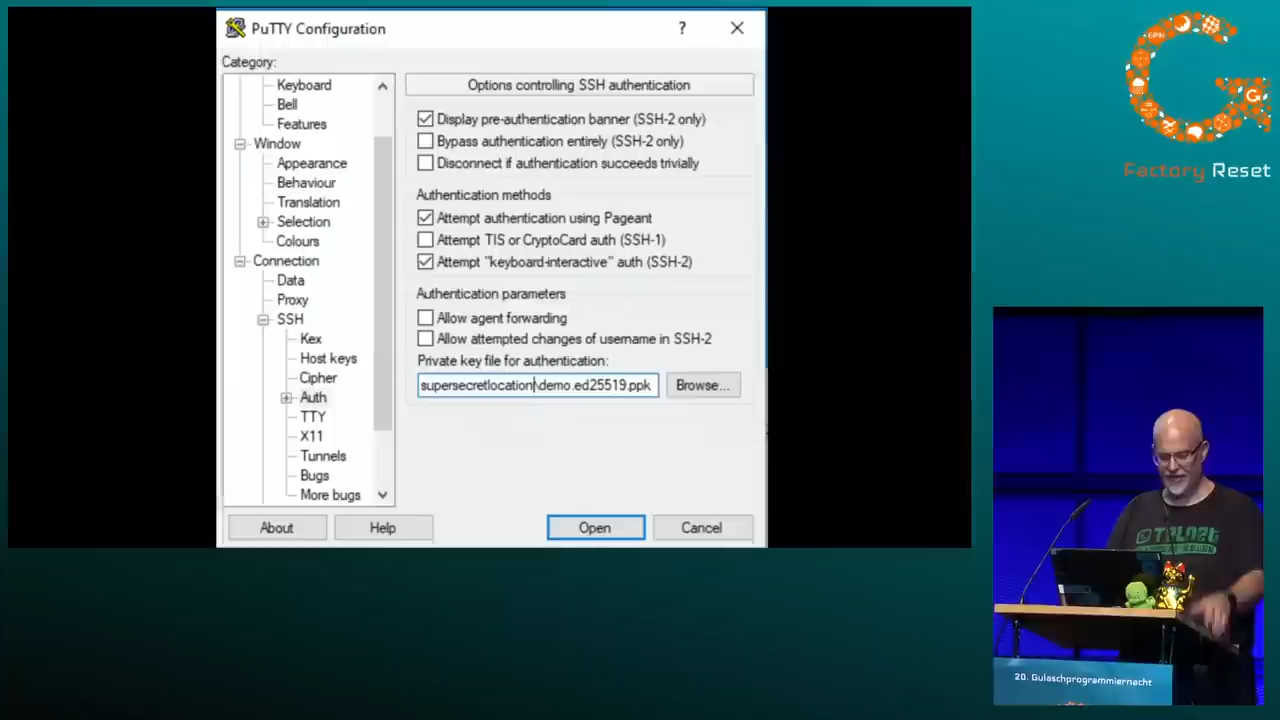 PuTTY Configuration
?
Category:
Keyboard
Bell
Features
Window
Appearance
Behaviour
Translation
Selection
Colours
Connection
Data
Proxy
SSH
Kex
Host keys
Cipher
Auth
TTY
X11
Tunnels
Bugs
More bugs
Options controlling SSH authentication
Display pre-authentication banner (SSH-2 only)
Bypass authentication entirely (SSH-2 only)
Disconnect if authentication succeeds trivially
Authentication methods
Attempt authentication using Pageant
Attempt TIS or CryptoCard auth (SSH-1)
Attempt "keyboard-interactive" auth (SSH-2)
Authentication parameters
Allow agent forwarding
Allow attempted changes of username in SSH-2
Private key file for authentication:
supersecretlocation\demo.ed25519.ppk
Browse...
About
Help
Open
Cancel
Factory Reset
TELNET
20. Gulaschprogrammiernacht